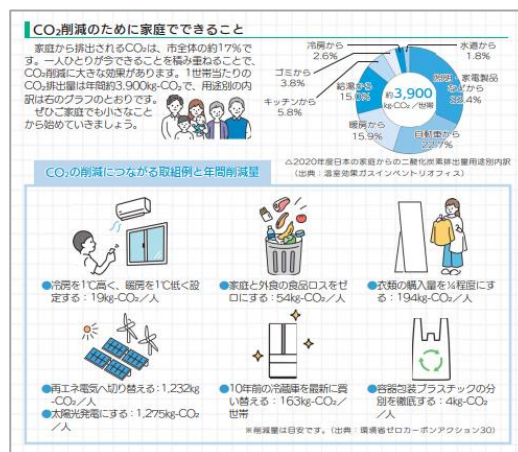 CO₂削減のために家庭でできること
家庭から排出されるCO₂は、市全体の約17%で
す。一人ひとりが今できることを積み重ねることで、
CO₂削減に大きな効果があります。1世帯当たりの
CO₂排出量は年間約3,900kg-CO₂で、用途別の内
訳は右のグラフのとおりです。
ぜひご家庭でも小さなこと
から始めていきましょう。
冷房から
2.6%
水道から
1.8%
ゴミから
3.8%
照明・家電製品
などから
給湯から
キッチンから
5.8%
約3,900
kg-CO₂/世帯
暖房から
15.9%
自動車から
22.7%
△2020年度日本の家庭からの二酸化炭素排出量用途別内訳
(出典:温室効果ガスインベントリオフィス)
CO₂の削減につながる取組例と年間削減量
●冷房を1℃高く、暖房を1℃低く設
定する:19kg-CO₂/人
●家庭と外食の食品ロスをゼ
ロにする:54kg-CO₂/人
●衣類の購入量を¼程度にす
る:194kg-CO₂/人
●再エネ電気へ切り替える:1,232kg
-CO₂/人
●太陽光発電にする:1,275kg-CO₂
/人
●10年前の冷蔵庫を最新に買
い替える:163kg-CO₂/
世帯
●容器包装プラスチックの分
別を徹底する:4kg-CO₂
/人
※削減量は目安です。(出典:環境省ゼロカーボンアクション30)